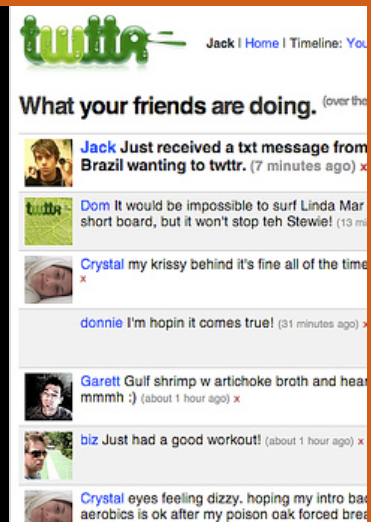 twttr
Jack | Home | Timeline: You
What your friends are doing. (over the
Jack Just received a txt message from
Brazil wanting to twttr. (7 minutes ago) x
twttr
Dom It would be impossible to surf Linda Mar
short board, but it won't stop teh Stewie! (13 mi
Crystal my krissy behind it's fine all of the time
x
donnie I'm hopin it comes true! (31 minutes ago) x
Garett Gulf shrimp w artichoke broth and hear
mmmh :) (about 1 hour ago) x
biz Just had a good workout! (about 1 hour ago) x
Crystal eyes feeling dizzy. hoping my intro bac
aerobics is ok after my poison oak forced brea